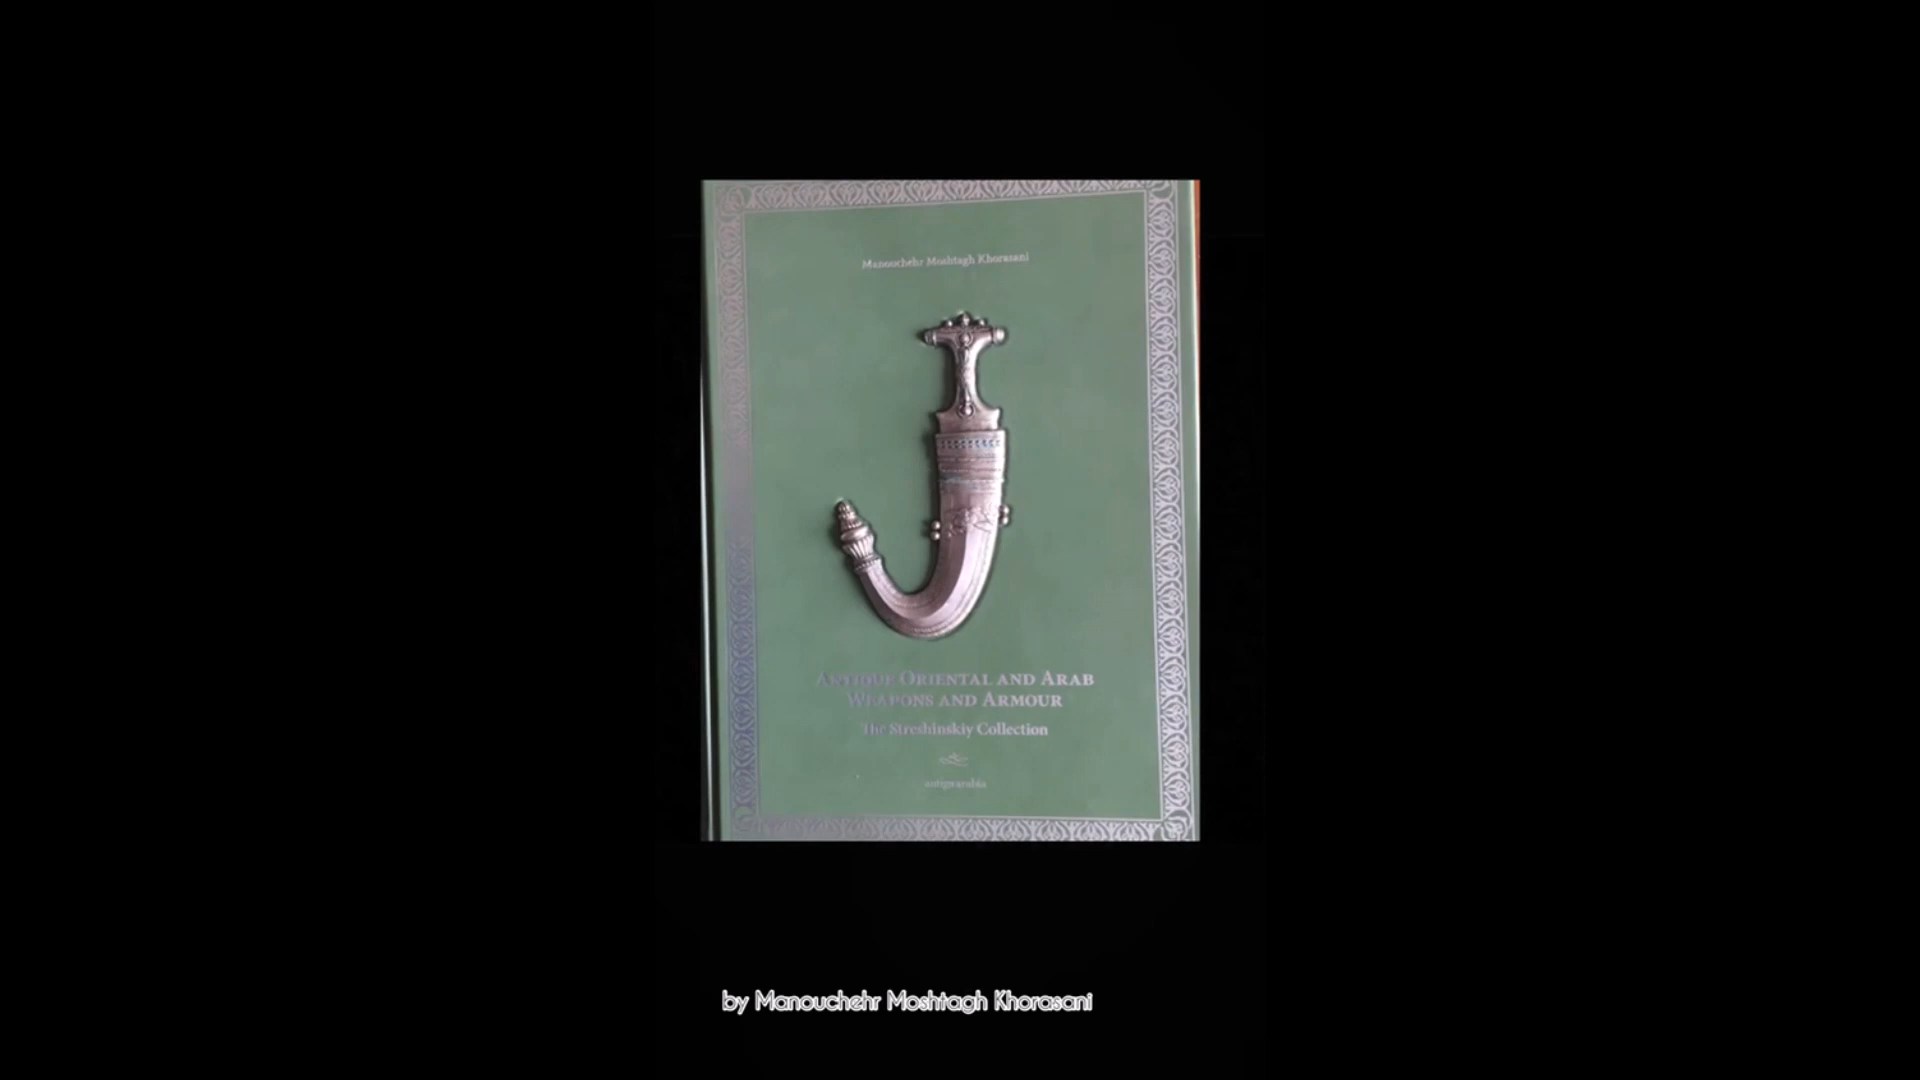 Manouchehr Moshtagh Khorasani
Antique Oriental and Arab
Weapons and Armour
The Streshinskiy Collection
by Manouchehr Moshtagh Khorasani